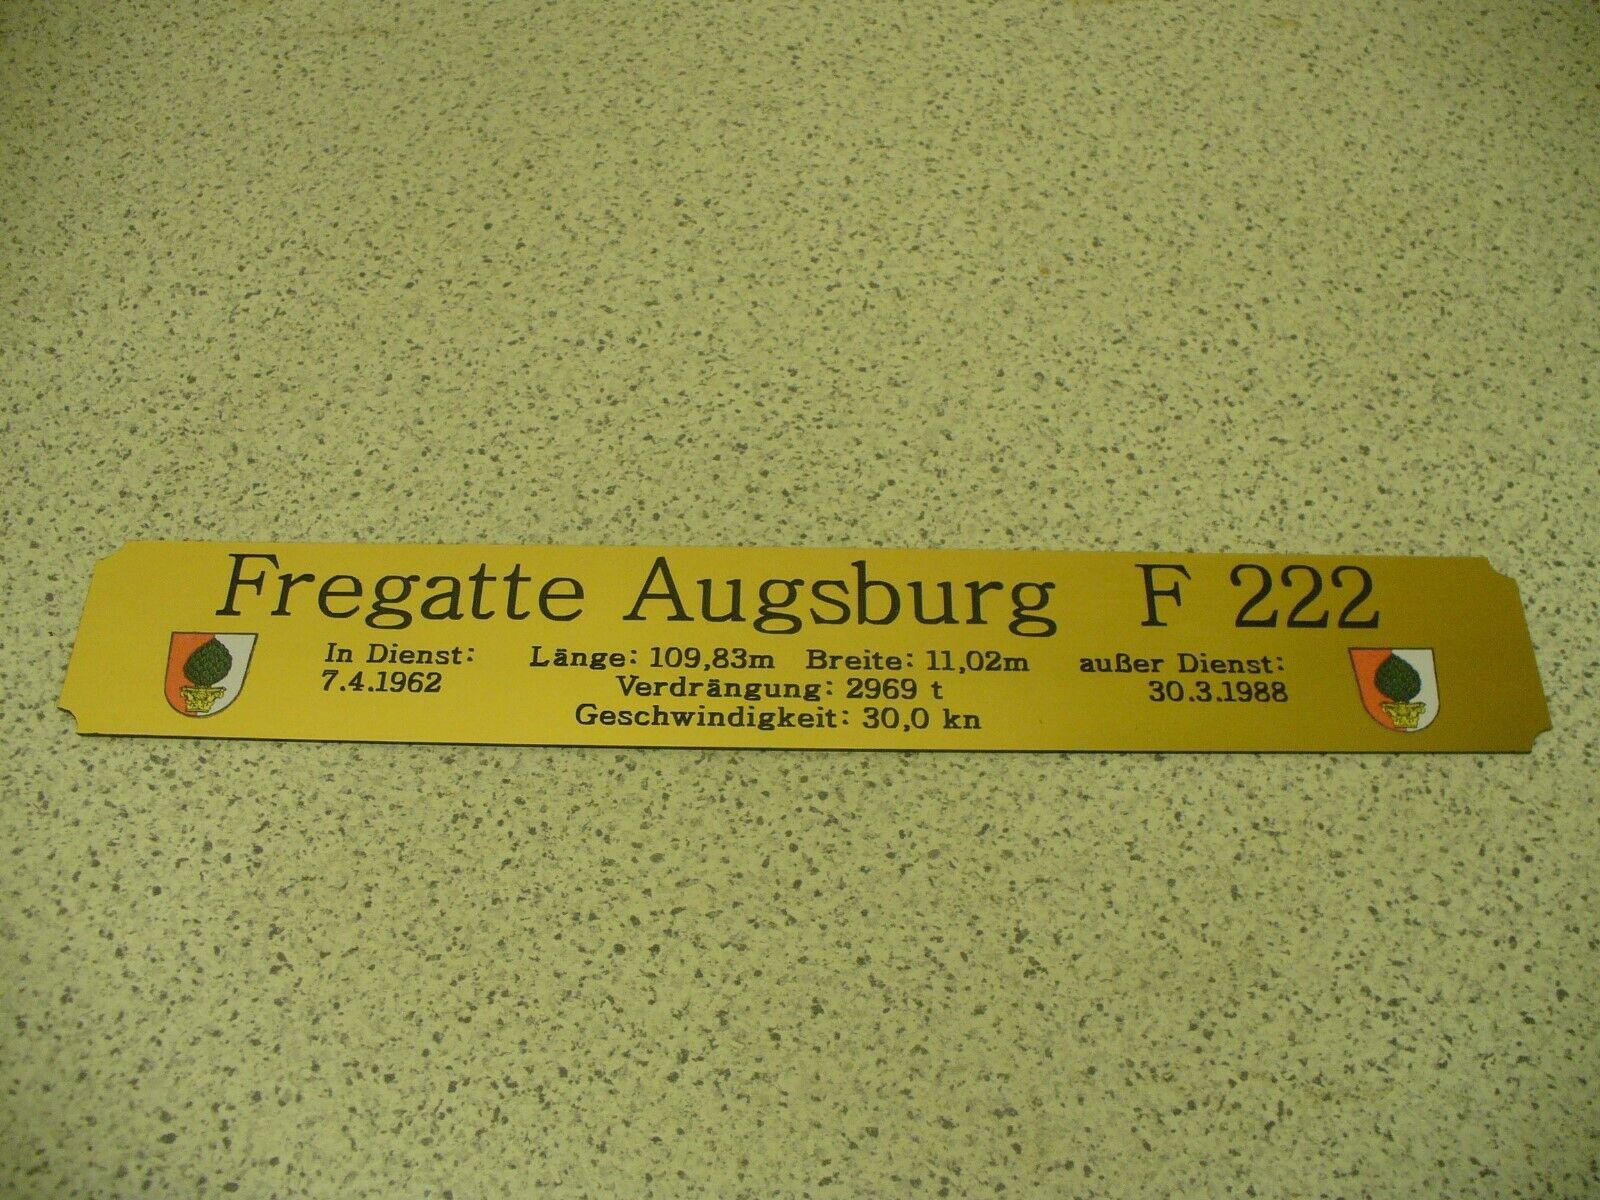 Fregatte Augsburg F 222
In Dienst:
7.4.1962
Länge: 109,83m Breite: 11,02m
Verdrängung: 2969 t
Geschwindigkeit: 30,0 kn
außer Dienst:
30.3.1988